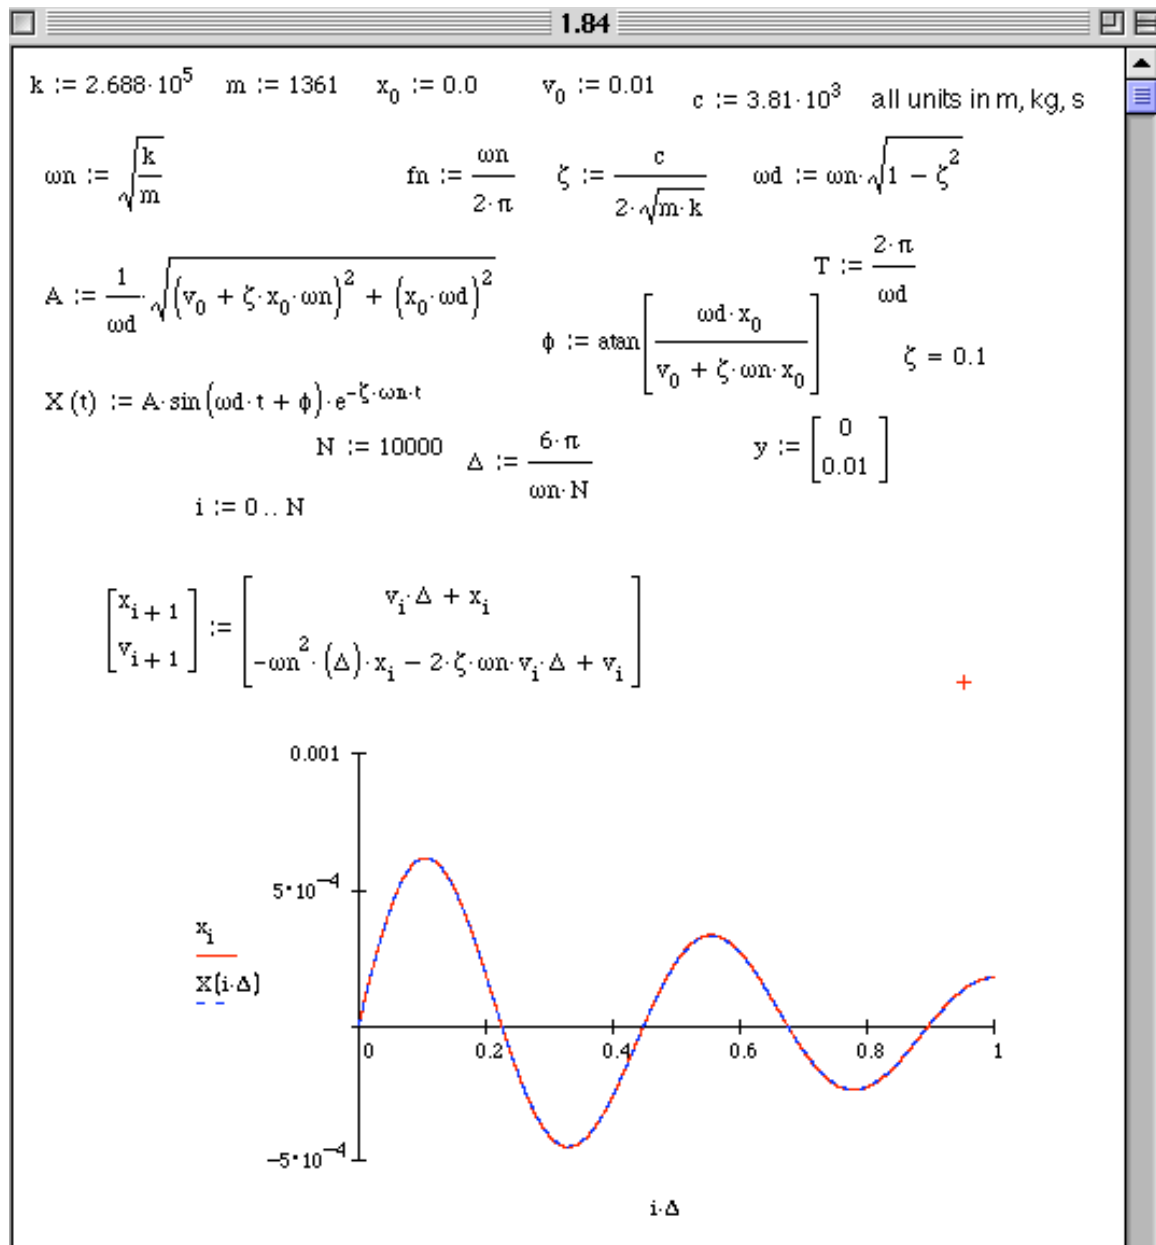 1.84
k := 2.688·10^5 m := 1361 x_0 := 0.0 v_0 := 0.01 c := 3.81·10^3 all units in m, kg, s
ωn := √(k/m) fn := ωn/(2·π) ζ := c/(2·√(m·k)) ωd := ωn·√(1 − ζ^2)
A := 1/ωd·√((v_0 + ζ·x_0·ωn)^2 + (x_0·ωd)^2) T := 2·π/ωd
ϕ := atan[ωd·x_0/(v_0 + ζ·ωn·x_0)] ζ = 0.1
X(t) := A·sin(ωd·t + ϕ)·e^(−ζ·ωn·t)
N := 10000 Δ := 6·π/(ωn·N) y := [0 0.01]
i := 0 .. N
[x_(i + 1) v_(i + 1)] := [v_i·Δ + x_i −ωn^2·(Δ)·x_i − 2·ζ·ωn·v_i·Δ + v_i]
0.001
5·10^−4
x_i
X(i·Δ)
0 0.2 0.4 0.6 0.8 1
−5·10^−4
i·Δ